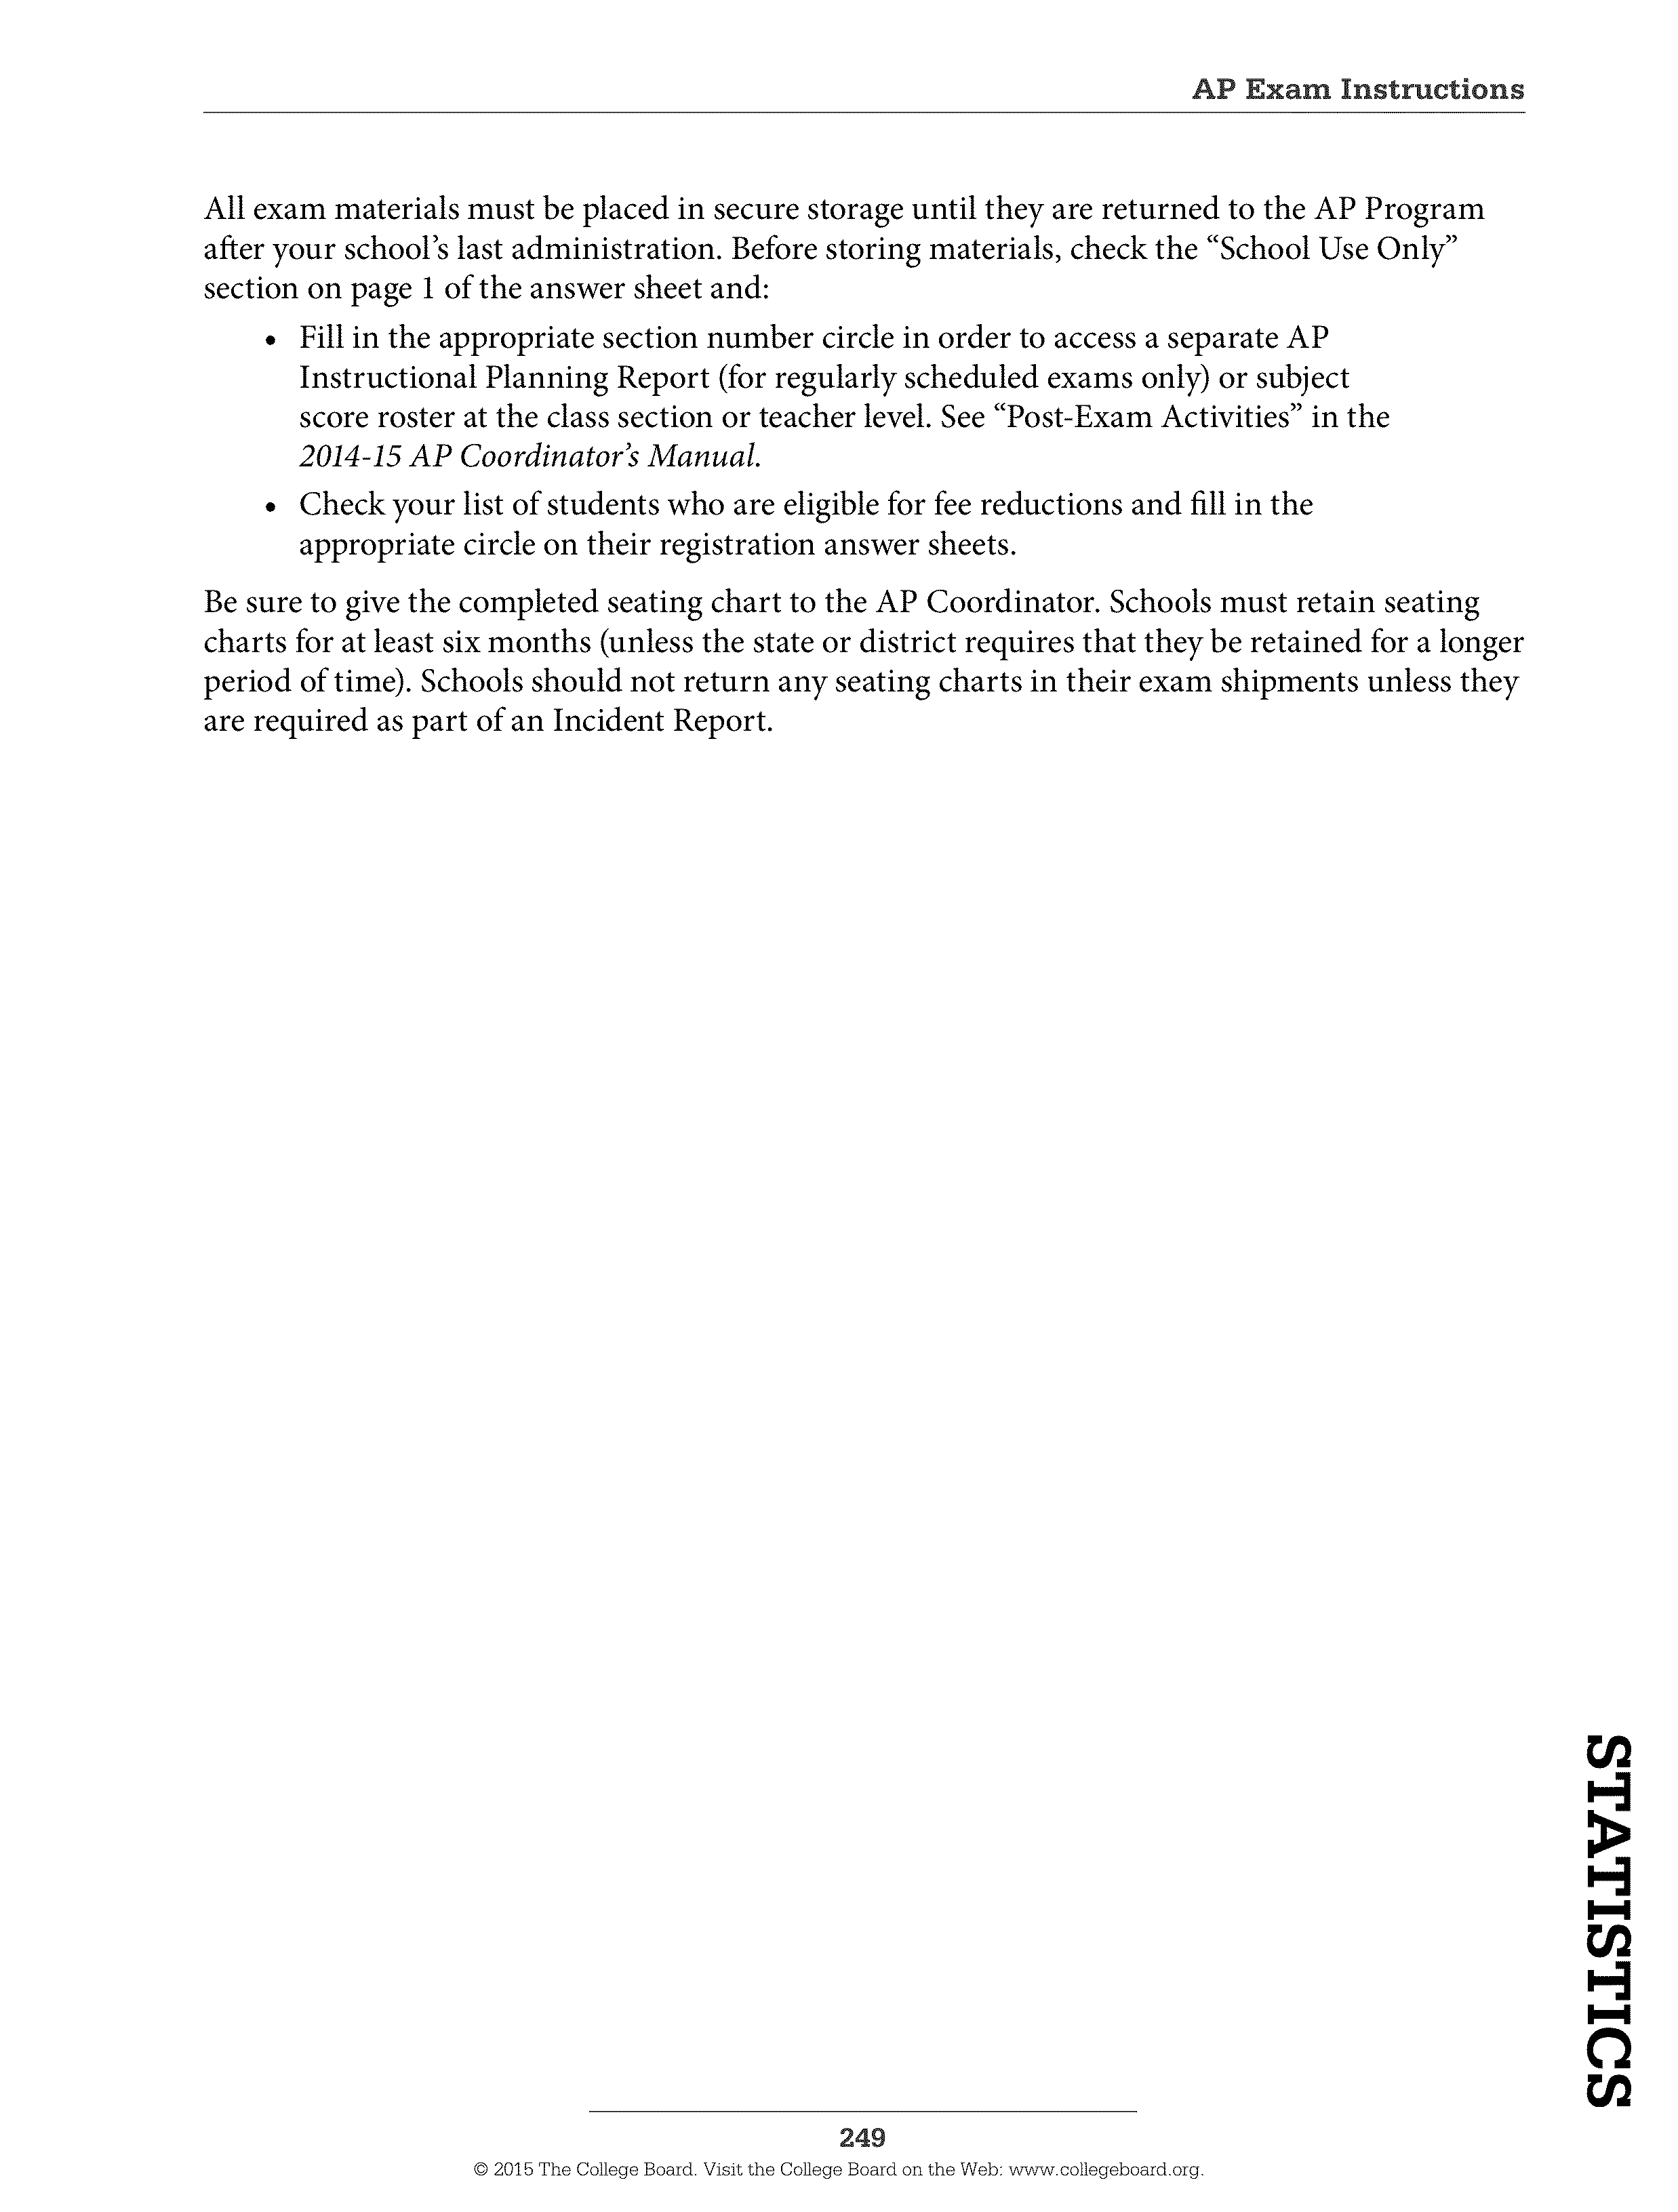 AP Exam Instructions
All exam materials must be placed in secure storage until they are returned to the AP Program
after your school’s last administration. Before storing materials, check the “School Use Only”
section on page 1 of the answer sheet and:
• Fill in the appropriate section number circle in order to access a separate AP
Instructional Planning Report (for regularly scheduled exams only) or subject
score roster at the class section or teacher level. See “Post-Exam Activities” in the
2014-15 AP Coordinator’s Manual.
• Check your list of students who are eligible for fee reductions and fill in the
appropriate circle on their registration answer sheets.
Be sure to give the completed seating chart to the AP Coordinator. Schools must retain seating
charts for at least six months (unless the state or district requires that they be retained for a longer
period of time). Schools should not return any seating charts in their exam shipments unless they
are required as part of an Incident Report.
STATISTICS
249
© 2015 The College Board. Visit the College Board on the Web: www.collegeboard.org.